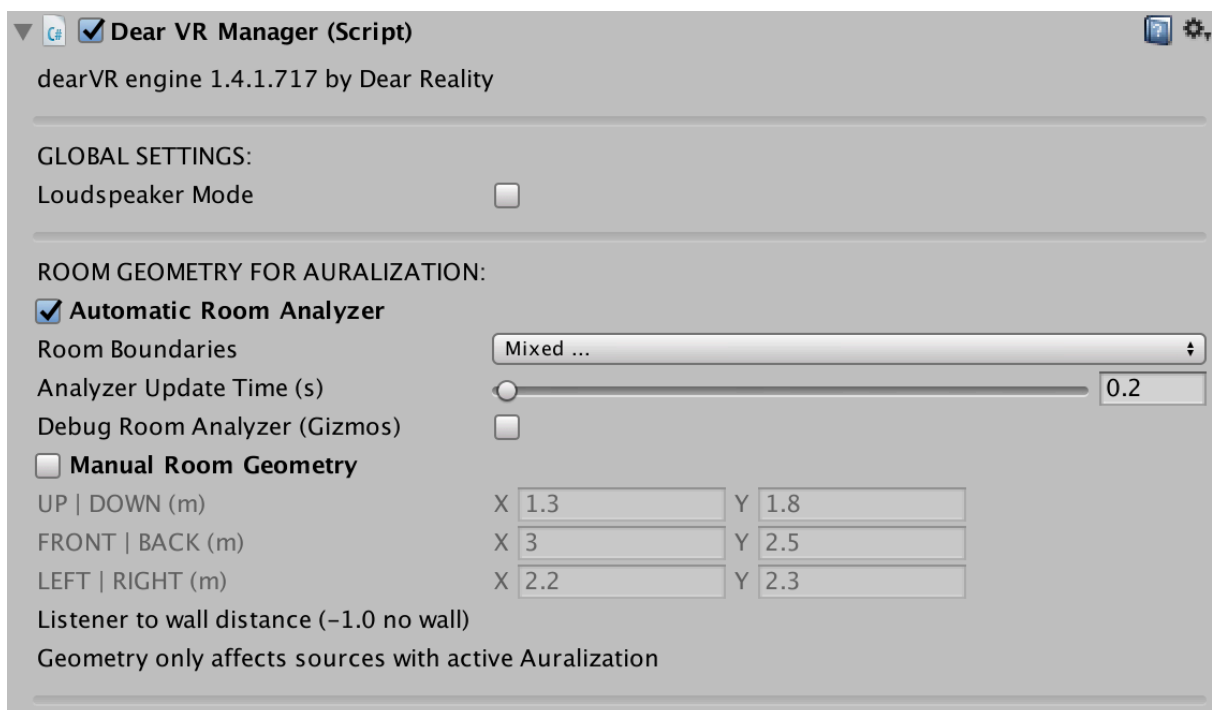 Dear VR Manager (Script)
dearVR engine 1.4.1.717 by Dear Reality
GLOBAL SETTINGS:
Loudspeaker Mode
ROOM GEOMETRY FOR AURALIZATION:
Automatic Room Analyzer
Room Boundaries Mixed ...
Analyzer Update Time (s) 0.2
Debug Room Analyzer (Gizmos)
Manual Room Geometry
UP | DOWN (m) X 1.3 Y 1.8
FRONT | BACK (m) X 3 Y 2.5
LEFT | RIGHT (m) X 2.2 Y 2.3
Listener to wall distance (-1.0 no wall)
Geometry only affects sources with active Auralization